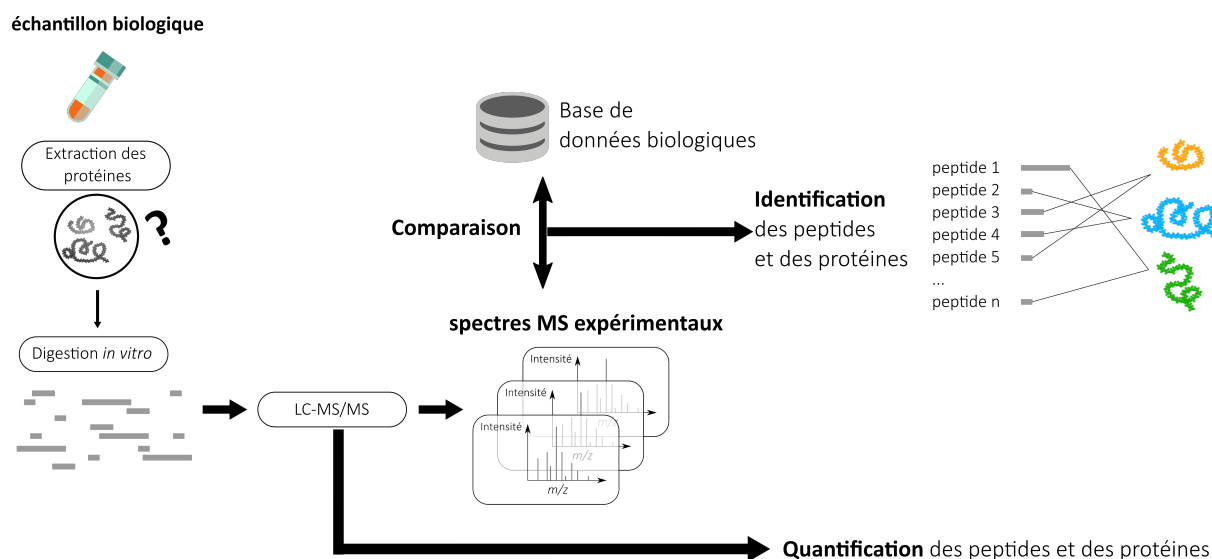 échantillon biologique
Extraction des
protéines
?
Digestion in vitro
LC-MS/MS
Base de
données biologiques
Comparaison
spectres MS expérimentaux
Intensité
m/z
Intensité
m/z
Intensité
m/z
Identification
des peptides
et des protéines
peptide 1
peptide 2
peptide 3
peptide 4
peptide 5
...
peptide n
Quantification des peptides et des protéines